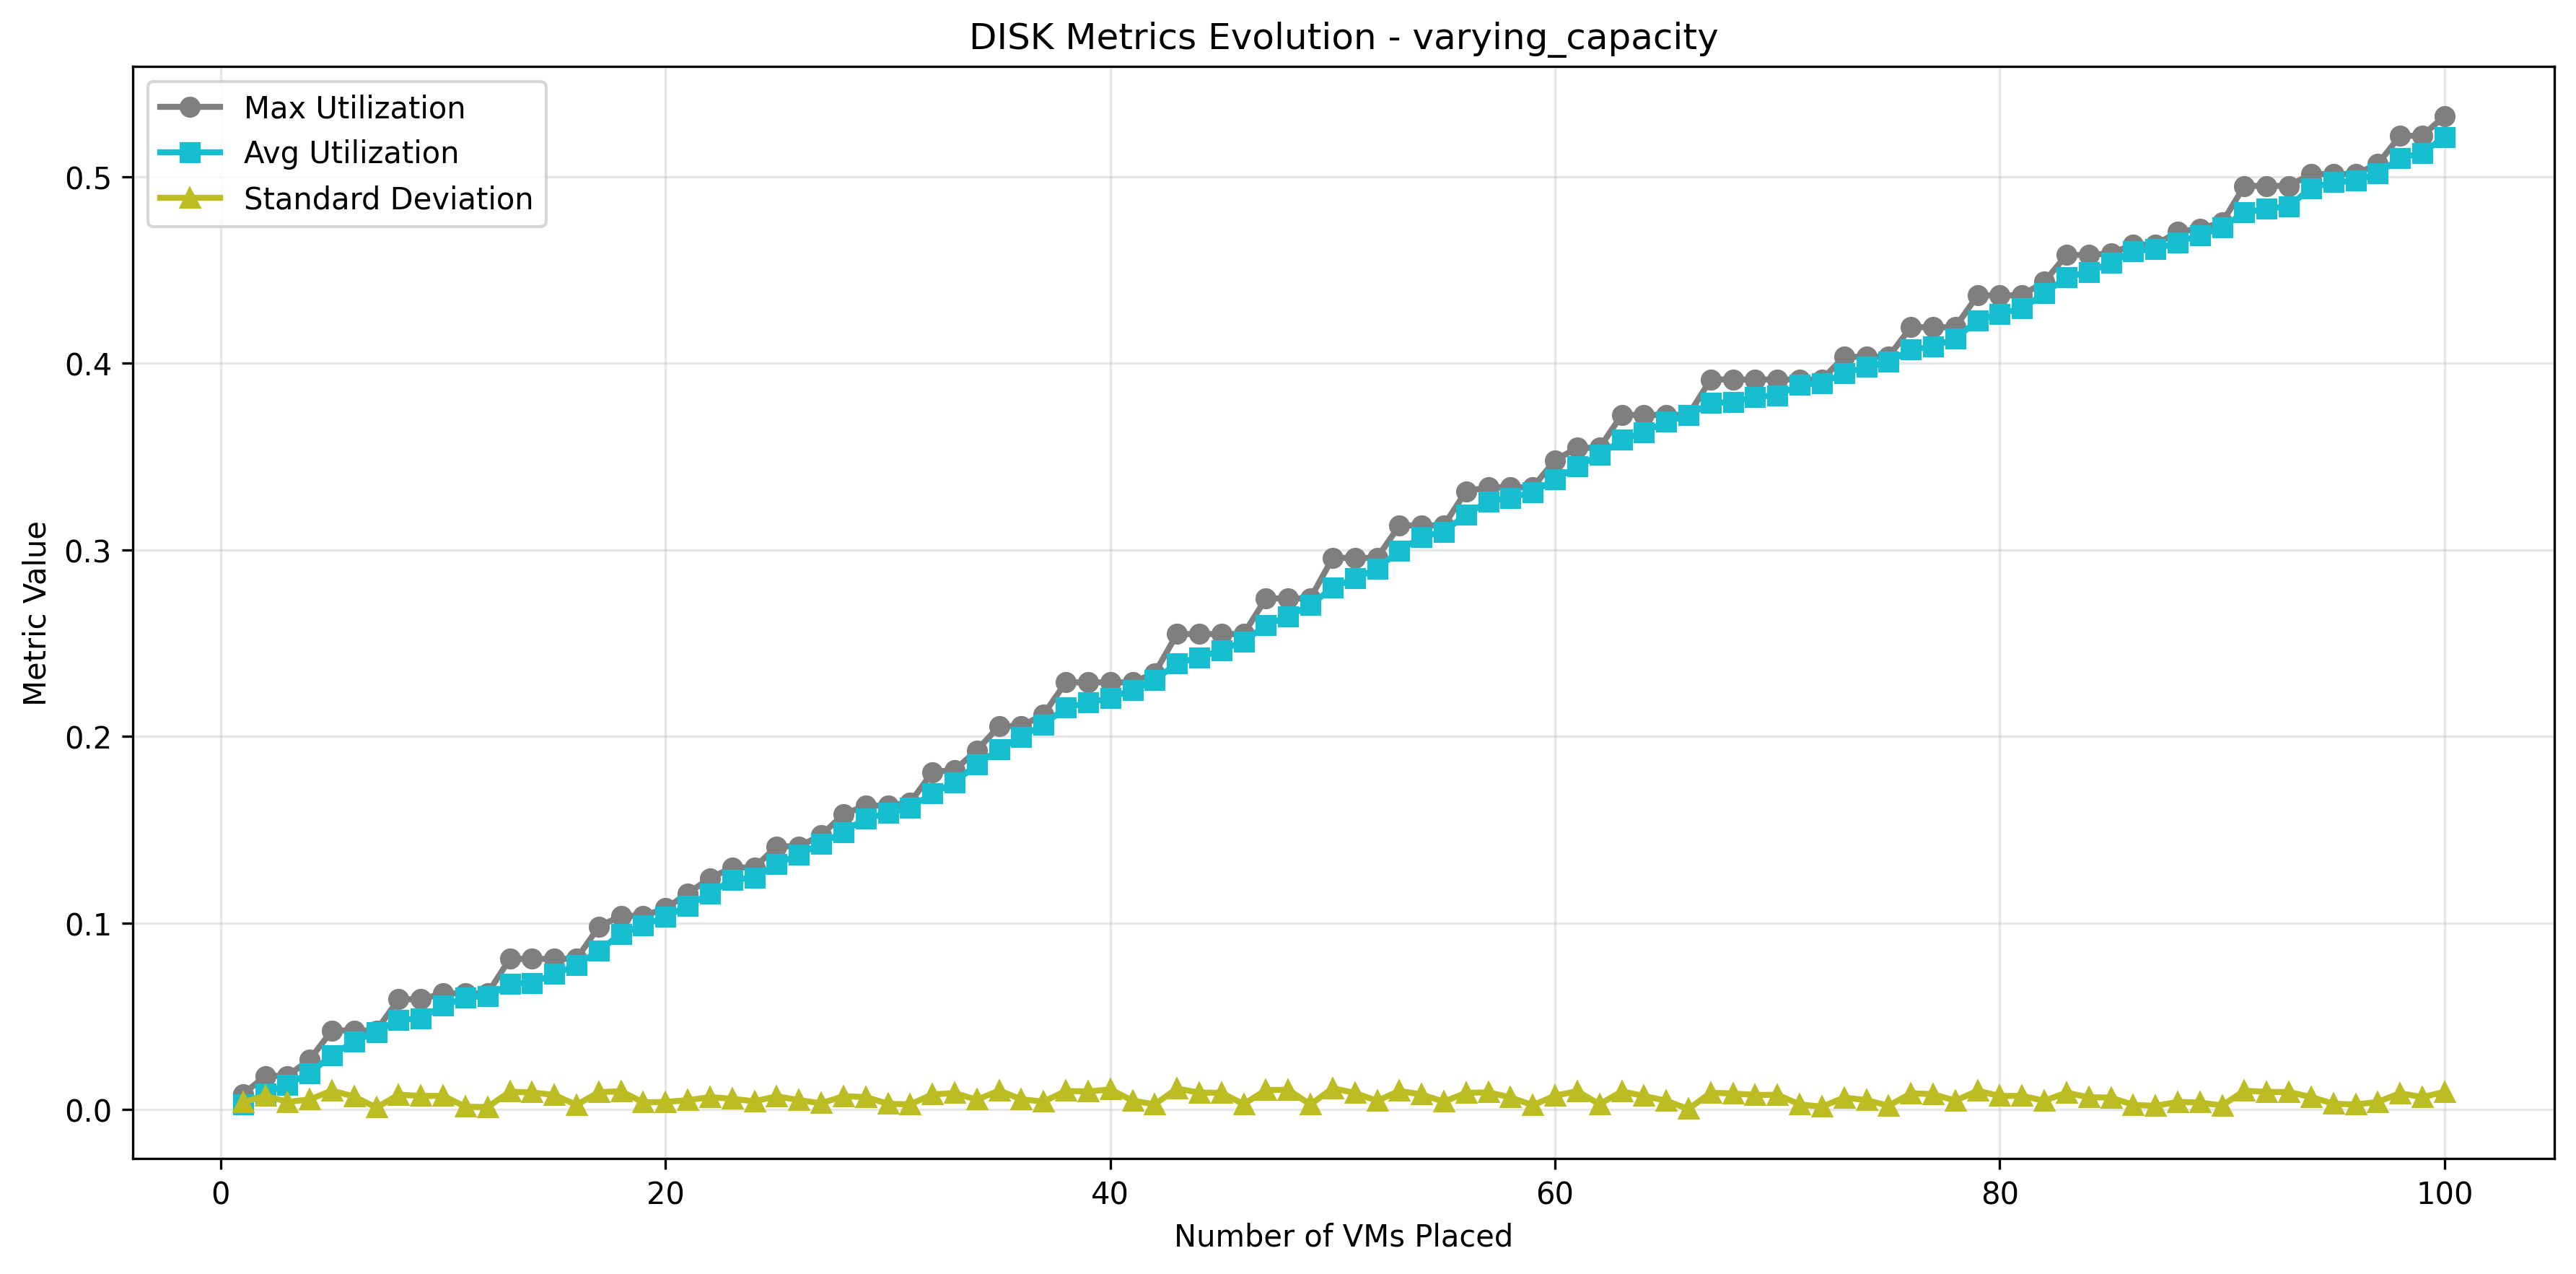 DISK Metrics Evolution - varying_capacity
Max Utilization
Avg Utilization
Standard Deviation
Metric Value
0.5
0.4
0.3
0.2
0.1
0.0
0 20 40 60 80 100
Number of VMs Placed